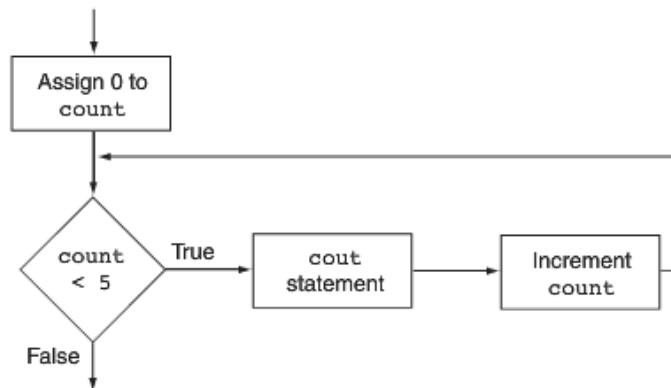 Assign 0 to
count
count
< 5
True
cout
statement
Increment
count
False